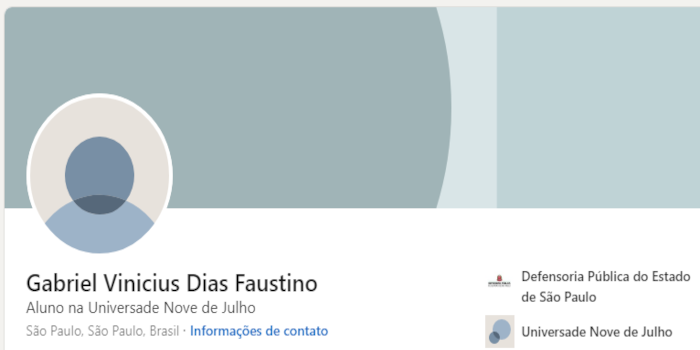 Gabriel Vinicius Dias Faustino
Aluno na Universade Nove de Julho
São Paulo, São Paulo, Brasil · Informações de contato
Defensoria Pública do Estado
de São Paulo
Universade Nove de Julho